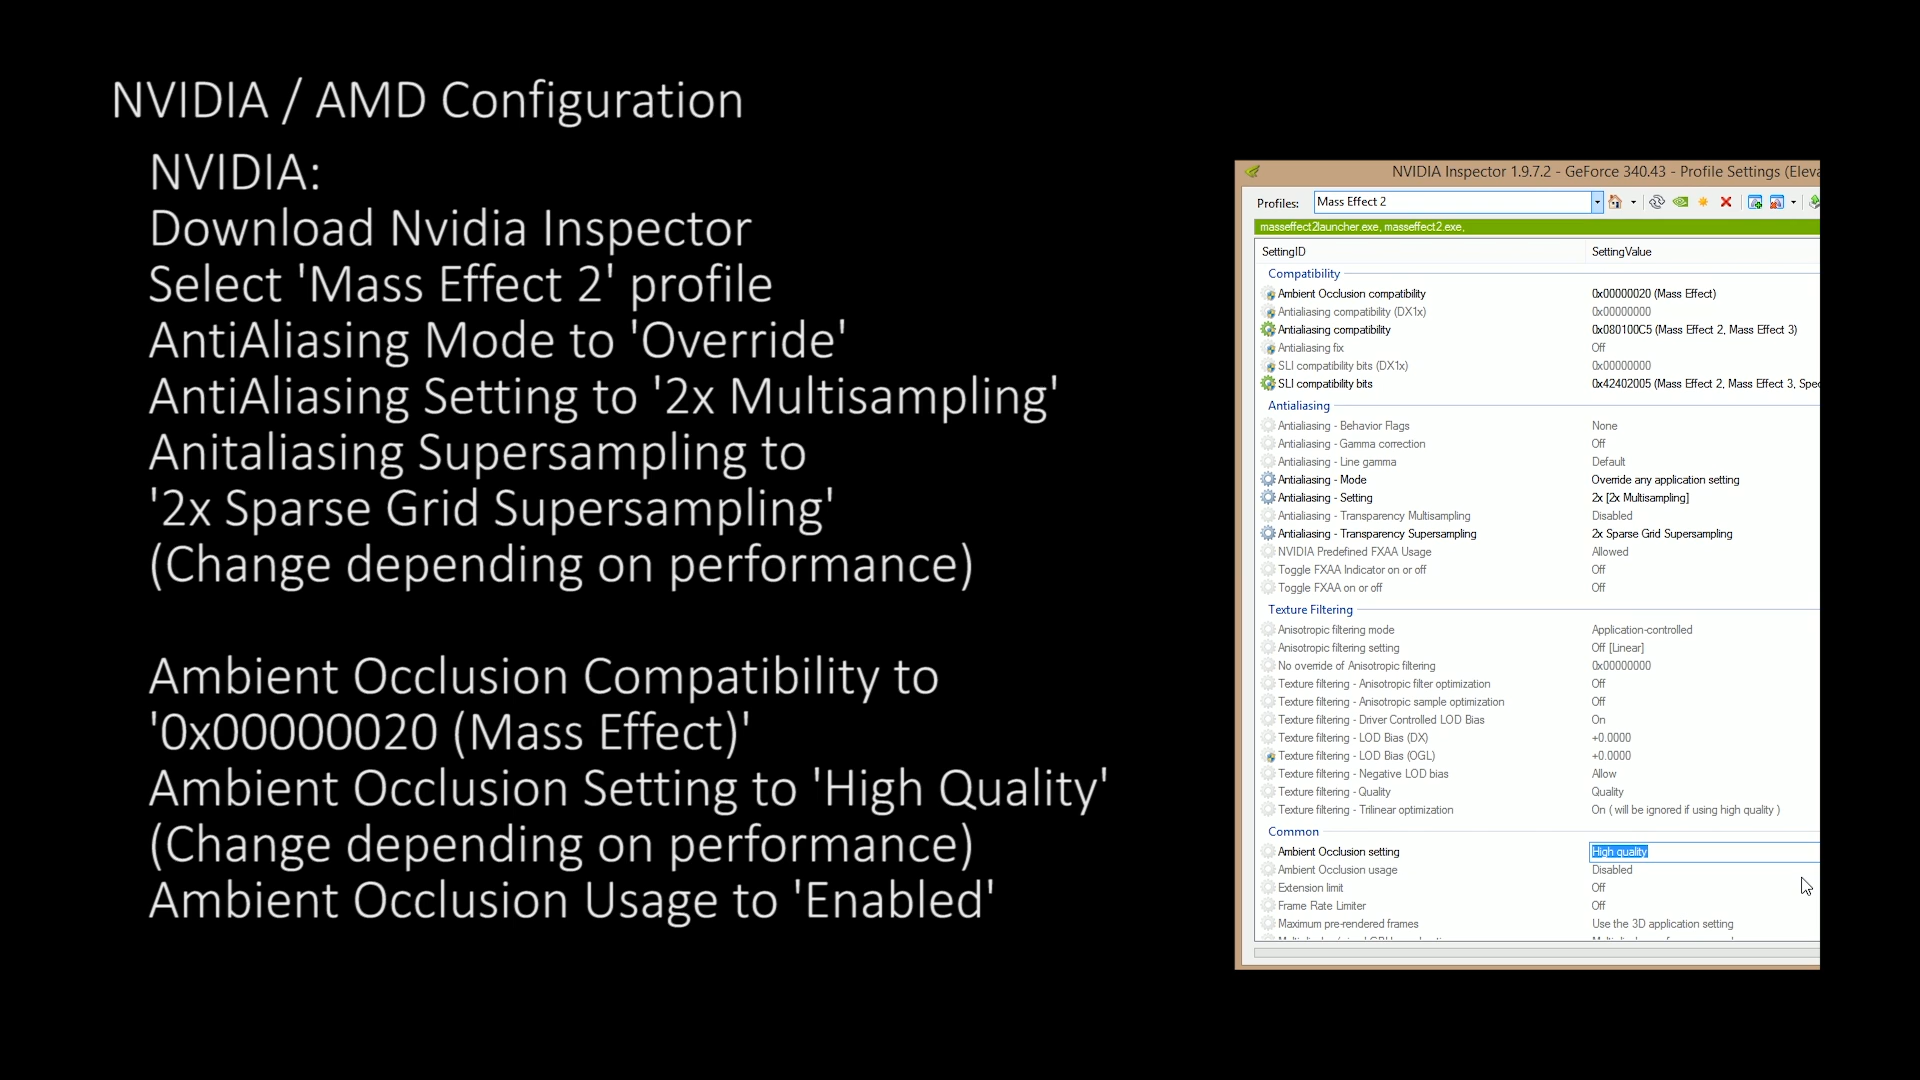 NVIDIA / AMD Configuration
NVIDIA:
Download Nvidia Inspector
Select 'Mass Effect 2' profile
AntiAliasing Mode to 'Override'
AntiAliasing Setting to '2x Multisampling'
Anitaliasing Supersampling to
'2x Sparse Grid Supersampling'
(Change depending on performance)
Ambient Occlusion Compatibility to
'0x00000020 (Mass Effect)'
Ambient Occlusion Setting to 'High Quality'
(Change depending on performance)
Ambient Occlusion Usage to 'Enabled'
NVIDIA Inspector 1.9.7.2 - GeForce 340.43 - Profile Settings (Eleva
Profiles: Mass Effect 2
masseffect2launcher.exe, masseffect2.exe,
SettingID SettingValue
Compatibility
Ambient Occlusion compatibility 0x00000020 (Mass Effect)
Antialiasing compatibility (DX1x) 0x00000000
Antialiasing compatibility 0x080100C5 (Mass Effect 2, Mass Effect 3)
Antialiasing fix Off
SLI compatibility bits (DX1x) 0x00000000
SLI compatibility bits 0x42402005 (Mass Effect 2, Mass Effect 3, Spec
Antialiasing
Antialiasing - Behavior Flags None
Antialiasing - Gamma correction Off
Antialiasing - Line gamma Default
Antialiasing - Mode Override any application setting
Antialiasing - Setting 2x [2x Multisampling]
Antialiasing - Transparency Multisampling Disabled
Antialiasing - Transparency Supersampling 2x Sparse Grid Supersampling
NVIDIA Predefined FXAA Usage Allowed
Toggle FXAA Indicator on or off Off
Toggle FXAA on or off Off
Texture Filtering
Anisotropic filtering mode Application-controlled
Anisotropic filtering setting Off [Linear]
No override of Anisotropic filtering 0x00000000
Texture filtering - Anisotropic filter optimization Off
Texture filtering - Anisotropic sample optimization Off
Texture filtering - Driver Controlled LOD Bias On
Texture filtering - LOD Bias (DX) +0.0000
Texture filtering - LOD Bias (OGL) +0.0000
Texture filtering - Negative LOD bias Allow
Texture filtering - Quality Quality
Texture filtering - Trilinear optimization On ( will be ignored if using high quality )
Common
Ambient Occlusion setting High quality
Ambient Occlusion usage Disabled
Extension limit Off
Frame Rate Limiter Off
Maximum pre-rendered frames Use the 3D application setting